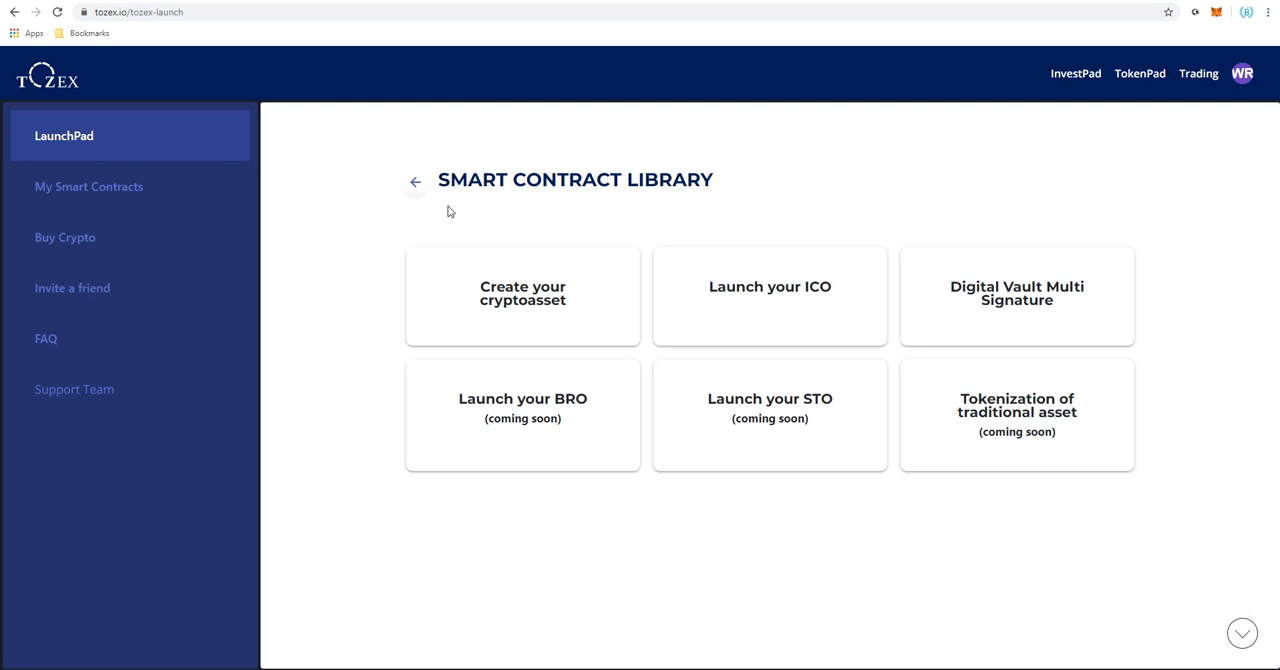 tozex.io/tozex-launch
Apps
Bookmarks
TOZEX
InvestPad
TokenPad
Trading
WR
LaunchPad
My Smart Contracts
Buy Crypto
Invite a friend
FAQ
Support Team
SMART CONTRACT LIBRARY
Create your
cryptoasset
Launch your ICO
Digital Vault Multi
Signature
Launch your BRO
(coming soon)
Launch your STO
(coming soon)
Tokenization of
traditional asset
(coming soon)